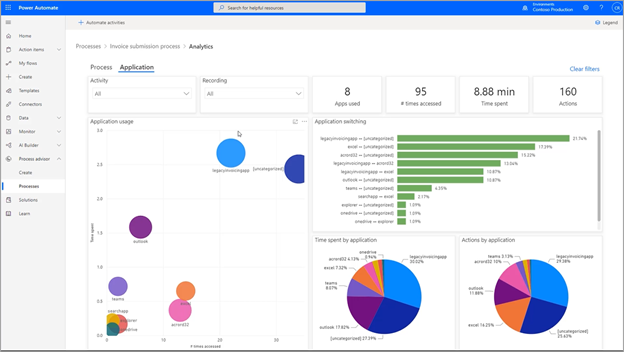 Power Automate
Search for helpful resources
Environments
Contoso Production
Automate activities
Legend
Home
Action items
My flows
Create
Templates
Connectors
Data
Monitor
AI Builder
Process advisor
Create
Processes
Solutions
Learn
Processes > Invoice submission process > Analytics
Process Application
Clear filters
Activity
All
Recording
All
8
Apps used
95
# times accessed
8.88 min
Time spent
160
Actions
Application usage
3.0
2.5
2.0
1.5
1.0
0.5
0.0
0
10
20
30
Time spent
# times accessed
legacyinvoicingapp
[uncategorized]
outlook
teams
acrord32
searchapp
explorer
onedrive
Application switching
legacyinvoicingapp → [uncategorized] 21.74%
excel → [uncategorized] 17.39%
acrord32 → [uncategorized] 15.22%
legacyinvoicingapp → acrord32 13.04%
legacyinvoicingapp → excel 10.87%
outlook → [uncategorized] 10.87%
teams → [uncategorized] 4.35%
searchapp → excel 2.17%
explorer → [uncategorized] 1.09%
onedrive → [uncategorized] 1.09%
onedrive → explorer 1.09%
Time spent by application
onedrive
acrord32 6.13%
excel 7.32%
teams
8.07%
outlook 17.82%
[uncategorized] 27.39%
legacyinvoicingapp
30.02%
Actions by application
teams 3.13%
acrord32 10%
outlook
11.88%
excel 14.25%
[uncategorized]
25.63%
legacyinvoicingapp
29.38%